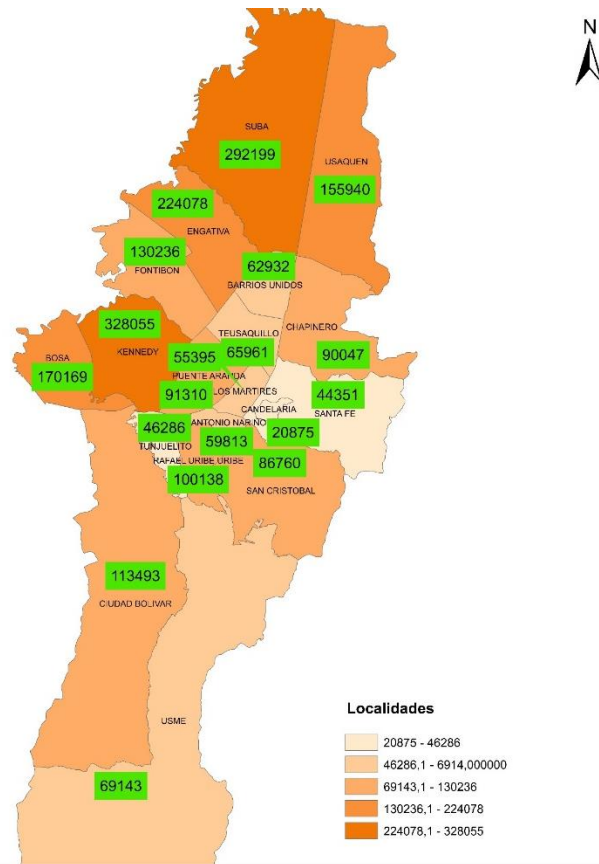 N
SUBA
292199
USAQUEN
155940
224078
ENGATIVA
130236
FONTIBON
62932
BARRIOS UNIDOS
328055
KENNEDY
TEUSAQUILLO
65961
CHAPINERO
90047
55395
PUENTE ARANDA
BOSA
170169
91310
LOS MARTIRES
44351
SANTA FE
CANDELARIA
20875
46286
TUNJUELITO
ANTONIO NARIÑO
59813
RAFAEL URIBE URIBE
86760
100138
SAN CRISTOBAL
113493
CIUDAD BOLIVAR
USME
69143
Localidades
20875 - 46286
46286,1 - 6914,000000
69143,1 - 130236
130236,1 - 224078
224078,1 - 328055